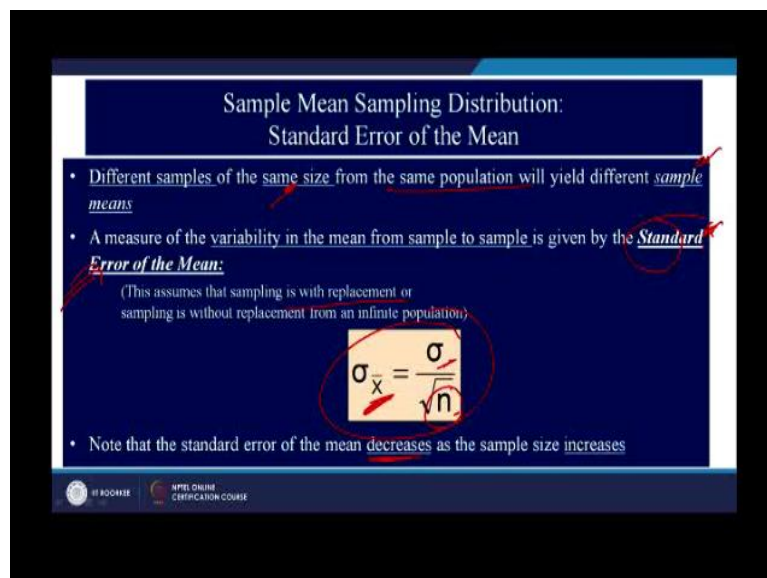 Sample Mean Sampling Distribution:
Standard Error of the Mean
• Different samples of the same size from the same population will yield different sample
means
• A measure of the variability in the mean from sample to sample is given by the Standard
Error of the Mean:
(This assumes that sampling is with replacement or
sampling is without replacement from an infinite population)
σx̄ = σ/√n
• Note that the standard error of the mean decreases as the sample size increases
IIT ROORKEE
NPTEL ONLINE
CERTIFICATION COURSE